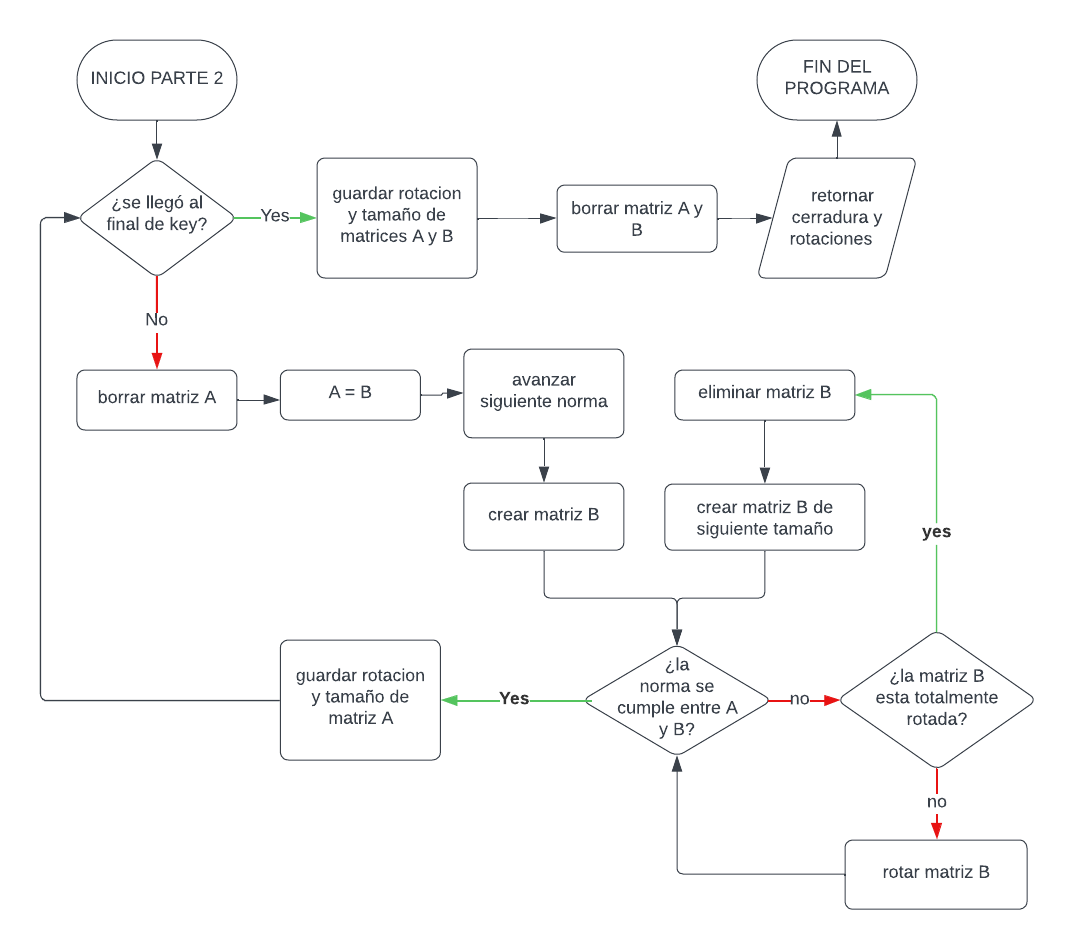 INICIO PARTE 2
FIN DEL
PROGRAMA
¿se llegó al
final de key?
Yes
guardar rotacion
y tamaño de
matrices A y B
borrar matriz A y
B
retornar
cerradura y
rotaciones
No
borrar matriz A
A = B
avanzar
siguiente norma
eliminar matriz B
crear matriz B
crear matriz B de
siguiente tamaño
yes
guardar rotacion
y tamaño de
matriz A
Yes
¿la
norma se
cumple entre A
y B?
no
¿la matriz B
esta totalmente
rotada?
no
rotar matriz B